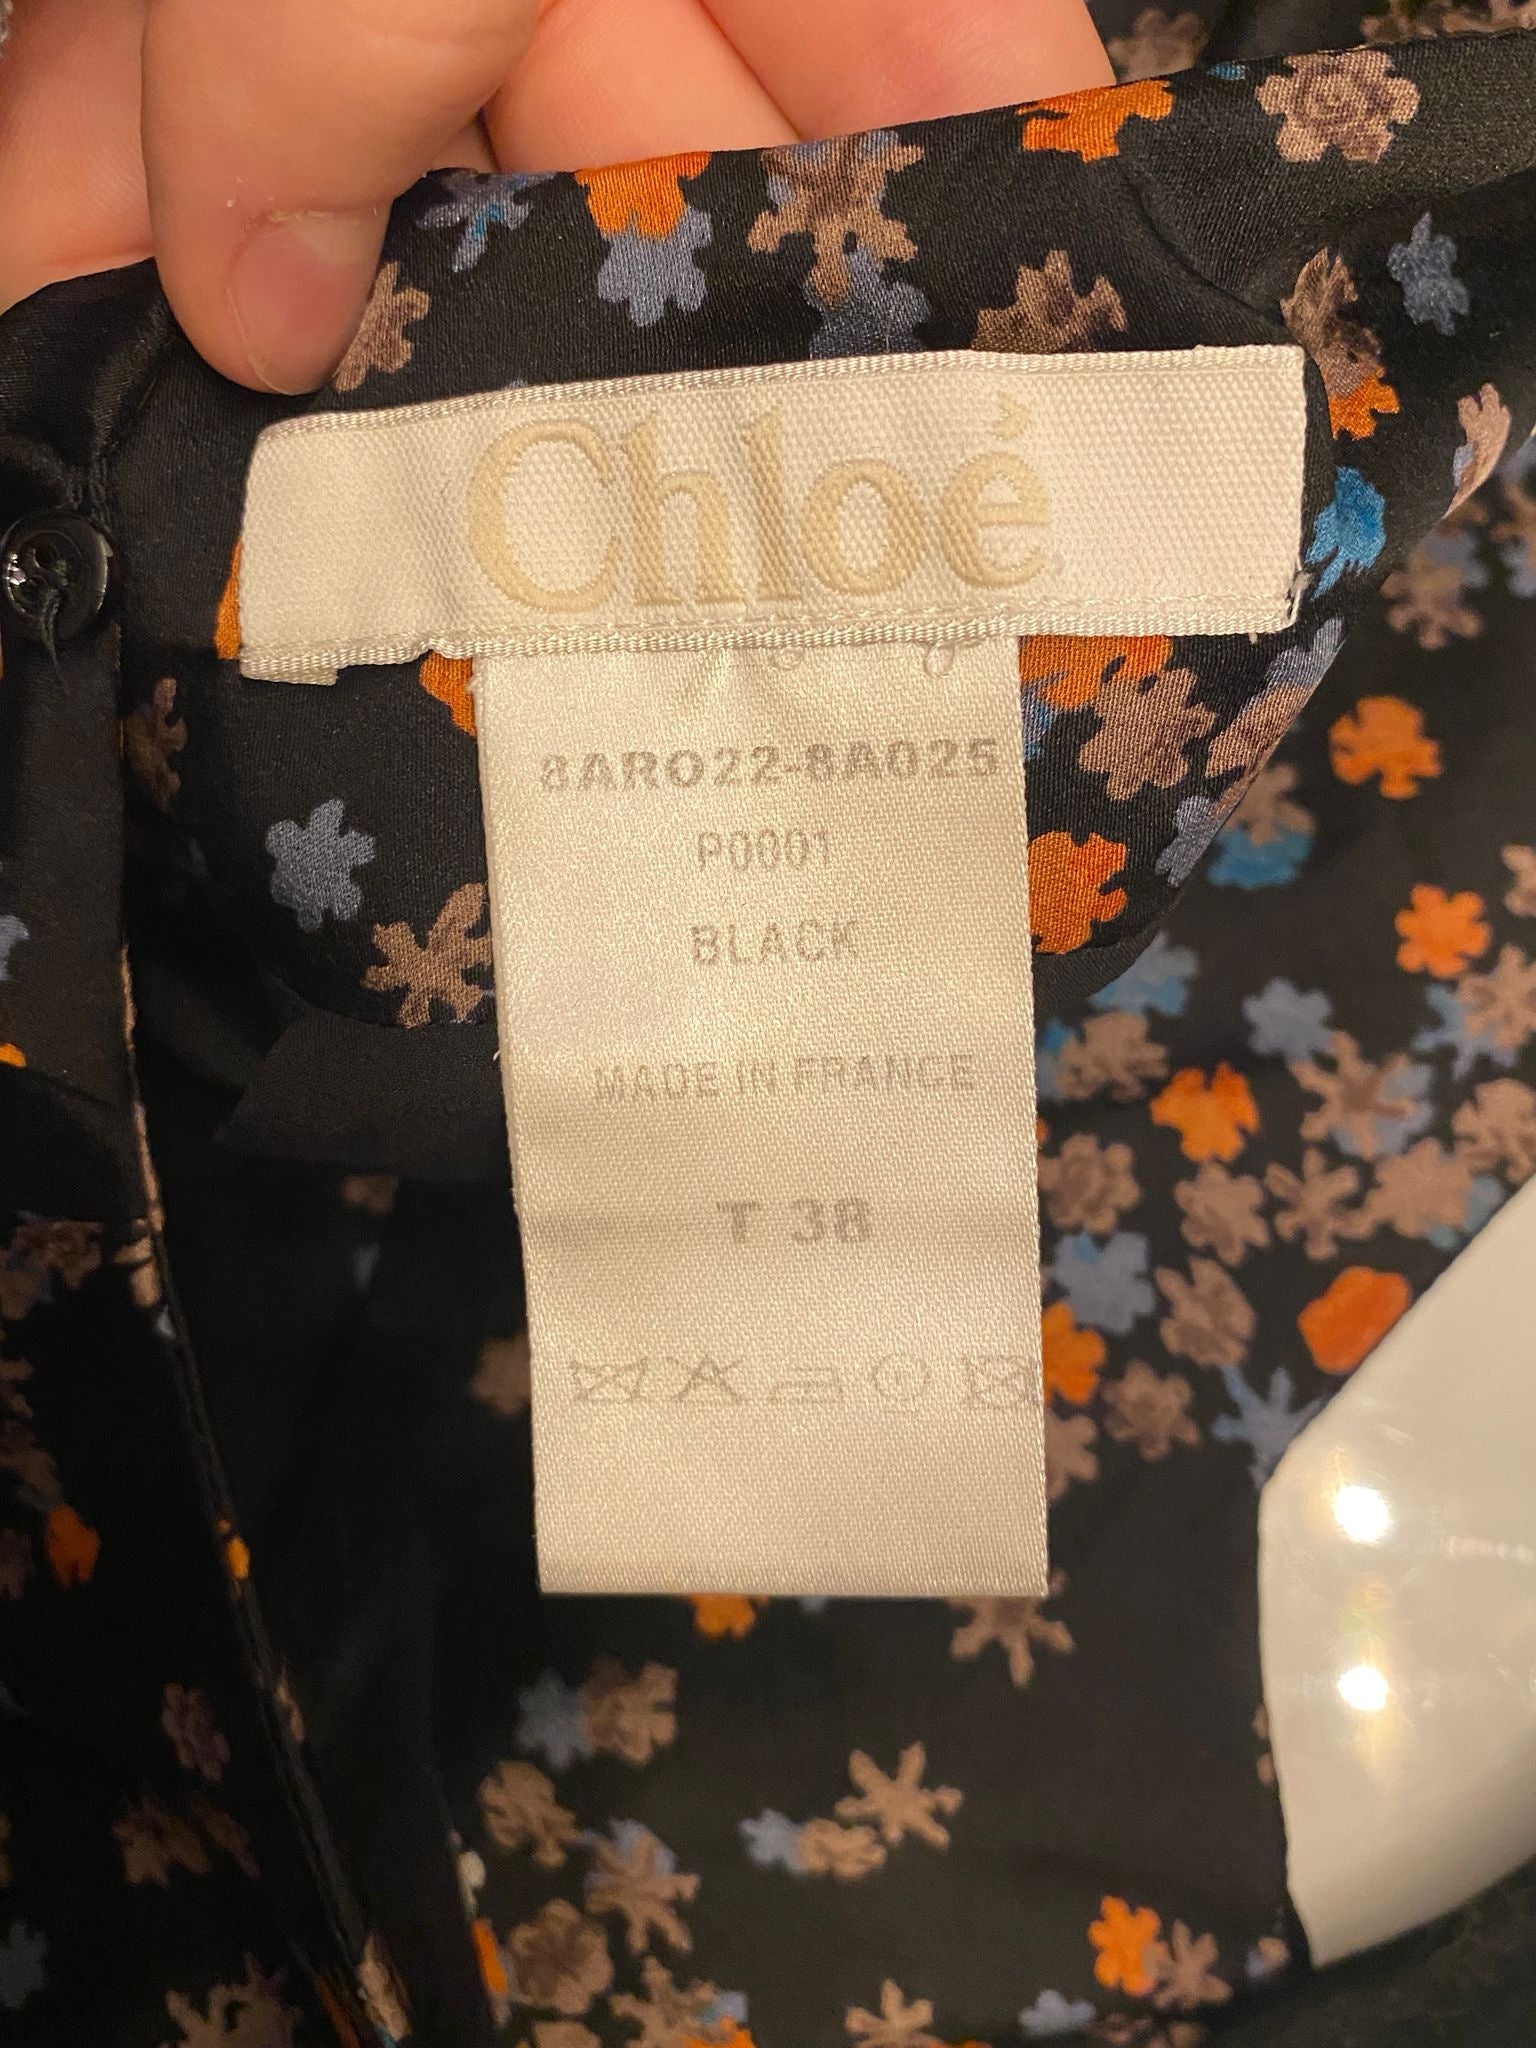 Chloé
8AR022-8A025
P0001
BLACK
MADE IN FRANCE
T 38